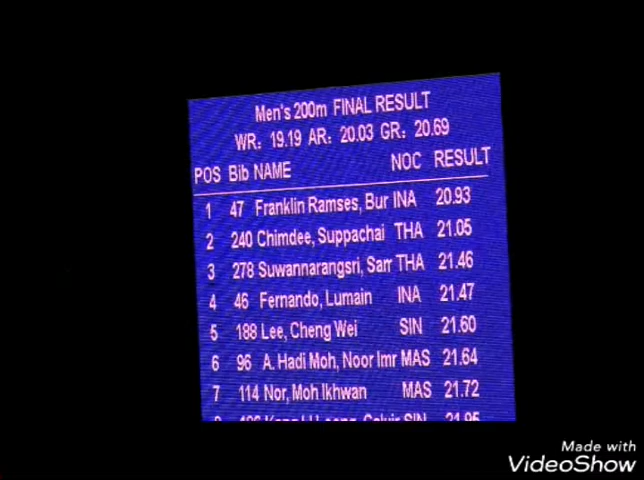 Men's 200m FINAL RESULT
WR: 19.19 AR: 20.03 GR: 20.69
POS Bib NAME NOC RESULT
1 47 Franklin Ramses, Bur INA 20.93
2 240 Chimdee, Suppachai THA 21.05
3 278 Suwannarangsri, Sarr THA 21.46
4 46 Fernando, Lumain INA 21.47
5 188 Lee, Cheng Wei SIN 21.60
6 96 A. Hadi Moh, Noor Imr MAS 21.64
7 114 Nor, Moh Ikhwan MAS 21.72
SIN 21.95
Made with
VideoShow